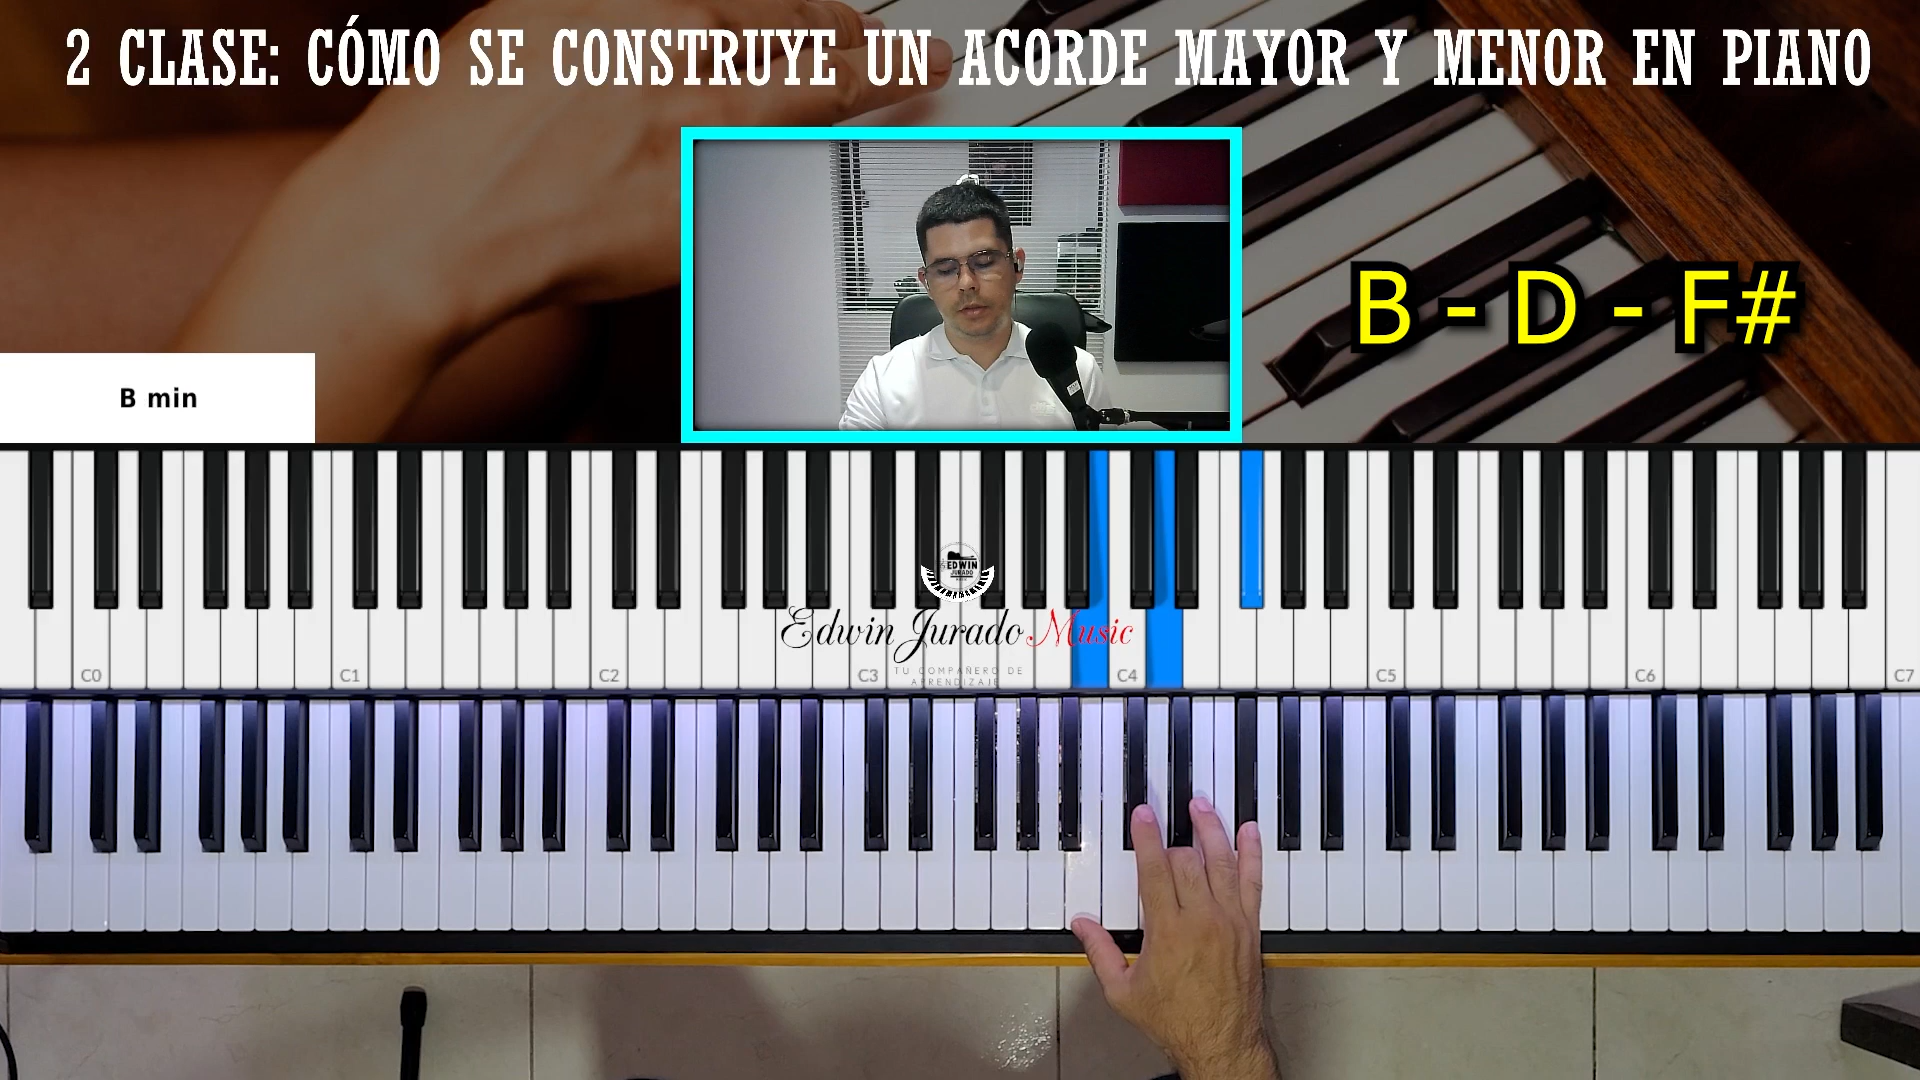 2 CLASE: CÓMO SE CONSTRUYE UN ACORDE MAYOR Y MENOR EN PIANO
B - D - F#
B min
EDWIN
JURADO
Edwin Jurado Music
TU COMPAÑERO DE
APRENDIZAJE
C0 C1 C2 C3 C4 C5 C6 C7